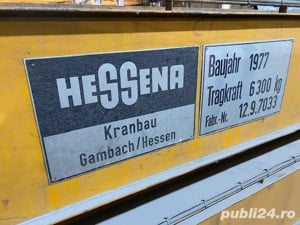 HESSENA
Kranbau
Gambach/Hessen
Baujahr 1977
Tragkraft 6300 kg
Fabr.-Nr. 12.9.7033
publi24.ro